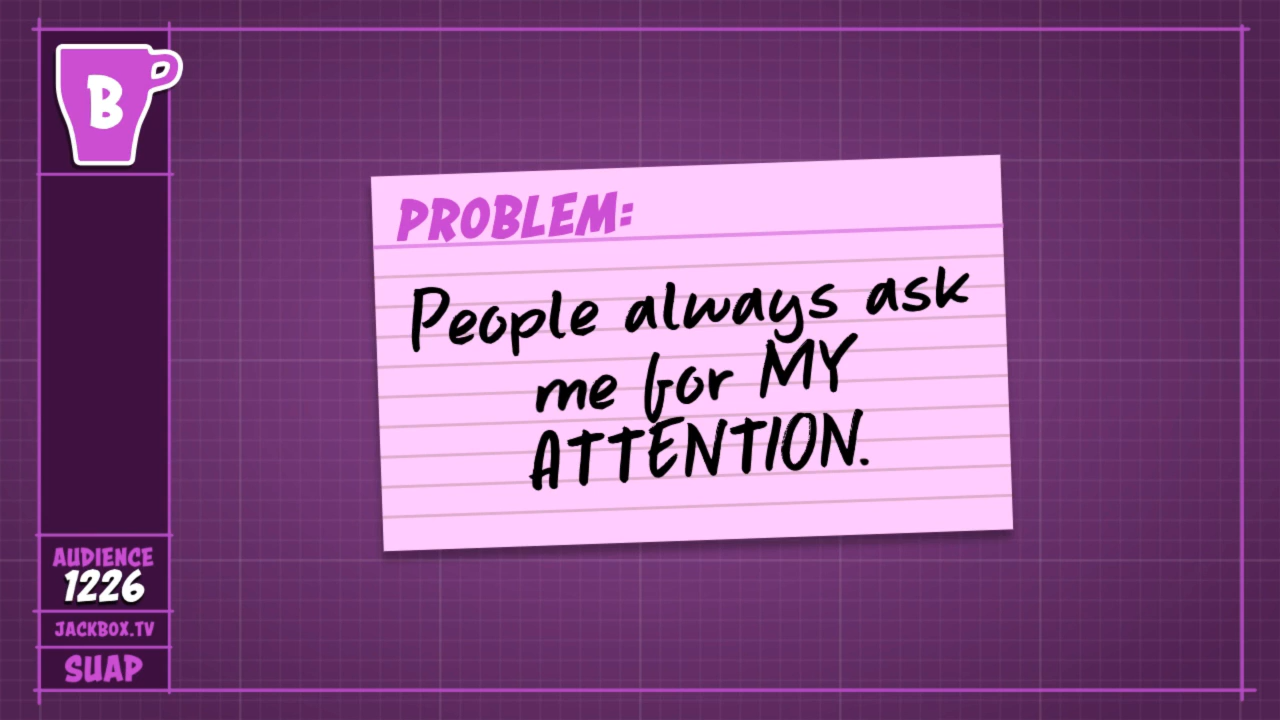 B
PROBLEM:
People always ask
me for MY
ATTENTION.
AUDIENCE
1226
JACKBOX.TV
SUAP